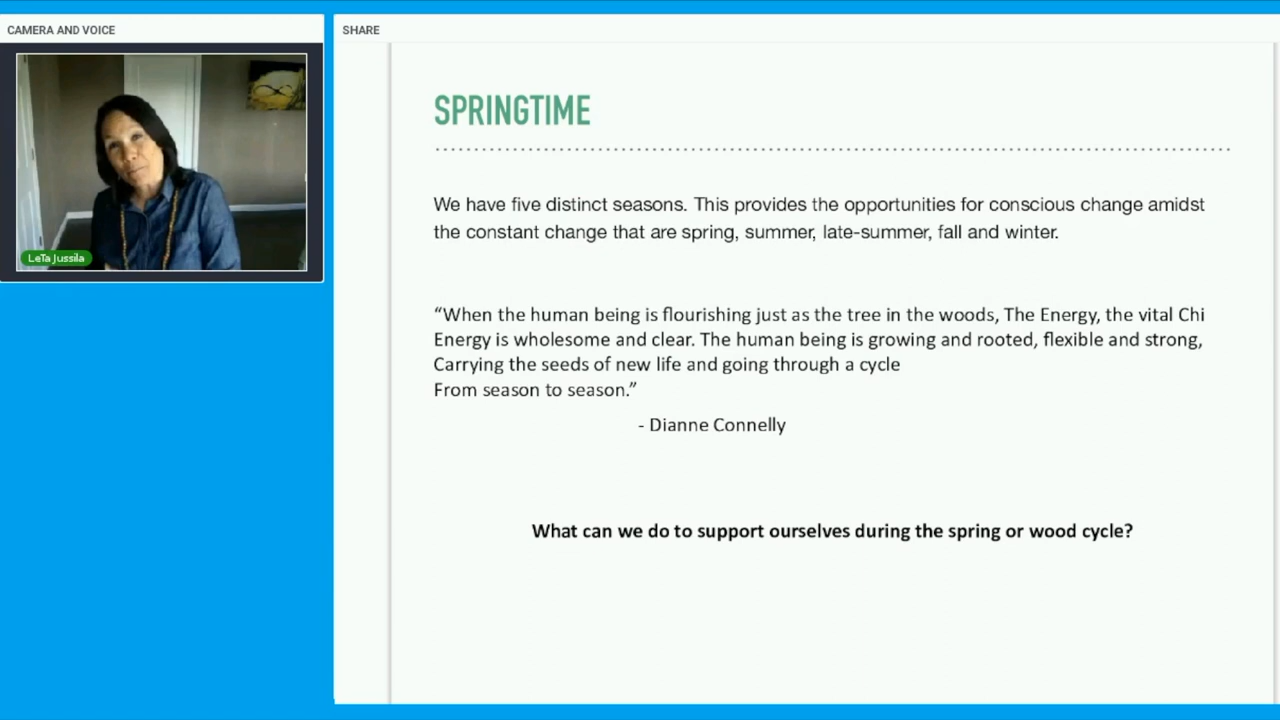 CAMERA AND VOICE
LeTa Jussila
SHARE
SPRINGTIME
We have five distinct seasons. This provides the opportunities for conscious change amidst
the constant change that are spring, summer, late-summer, fall and winter.
“When the human being is flourishing just as the tree in the woods, The Energy, the vital Chi
Energy is wholesome and clear. The human being is growing and rooted, flexible and strong,
Carrying the seeds of new life and going through a cycle
From season to season.”
- Dianne Connelly
What can we do to support ourselves during the spring or wood cycle?